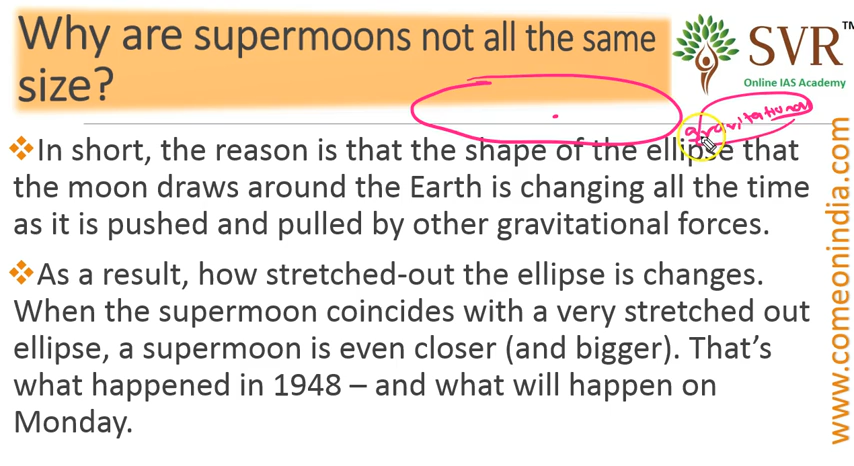 Why are supermoons not all the same
size?
SVR
TM
Online IAS Academy
gravitational
❖In short, the reason is that the shape of the ellipse that
the moon draws around the Earth is changing all the time
as it is pushed and pulled by other gravitational forces.
❖As a result, how stretched-out the ellipse is changes.
When the supermoon coincides with a very stretched out
ellipse, a supermoon is even closer (and bigger). That’s
what happened in 1948 – and what will happen on
Monday.
www.comeonindia.com